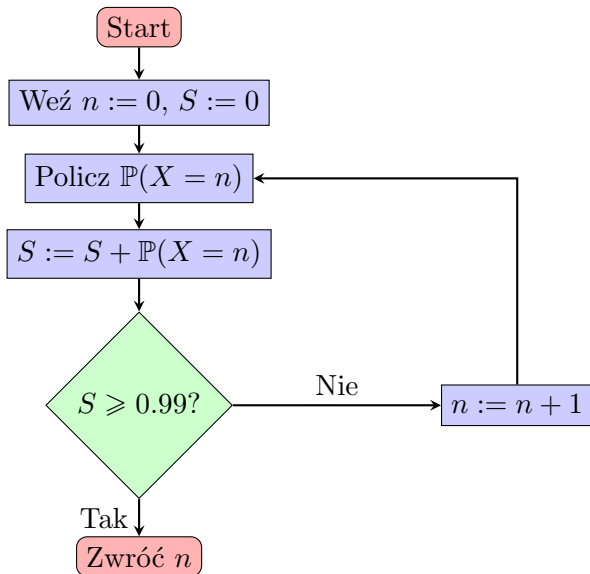 Start
Weź n := 0, S := 0
Policz ℙ(X = n)
S := S + ℙ(X = n)
S ⩾ 0.99?
Nie
n := n + 1
Tak
Zwróć n